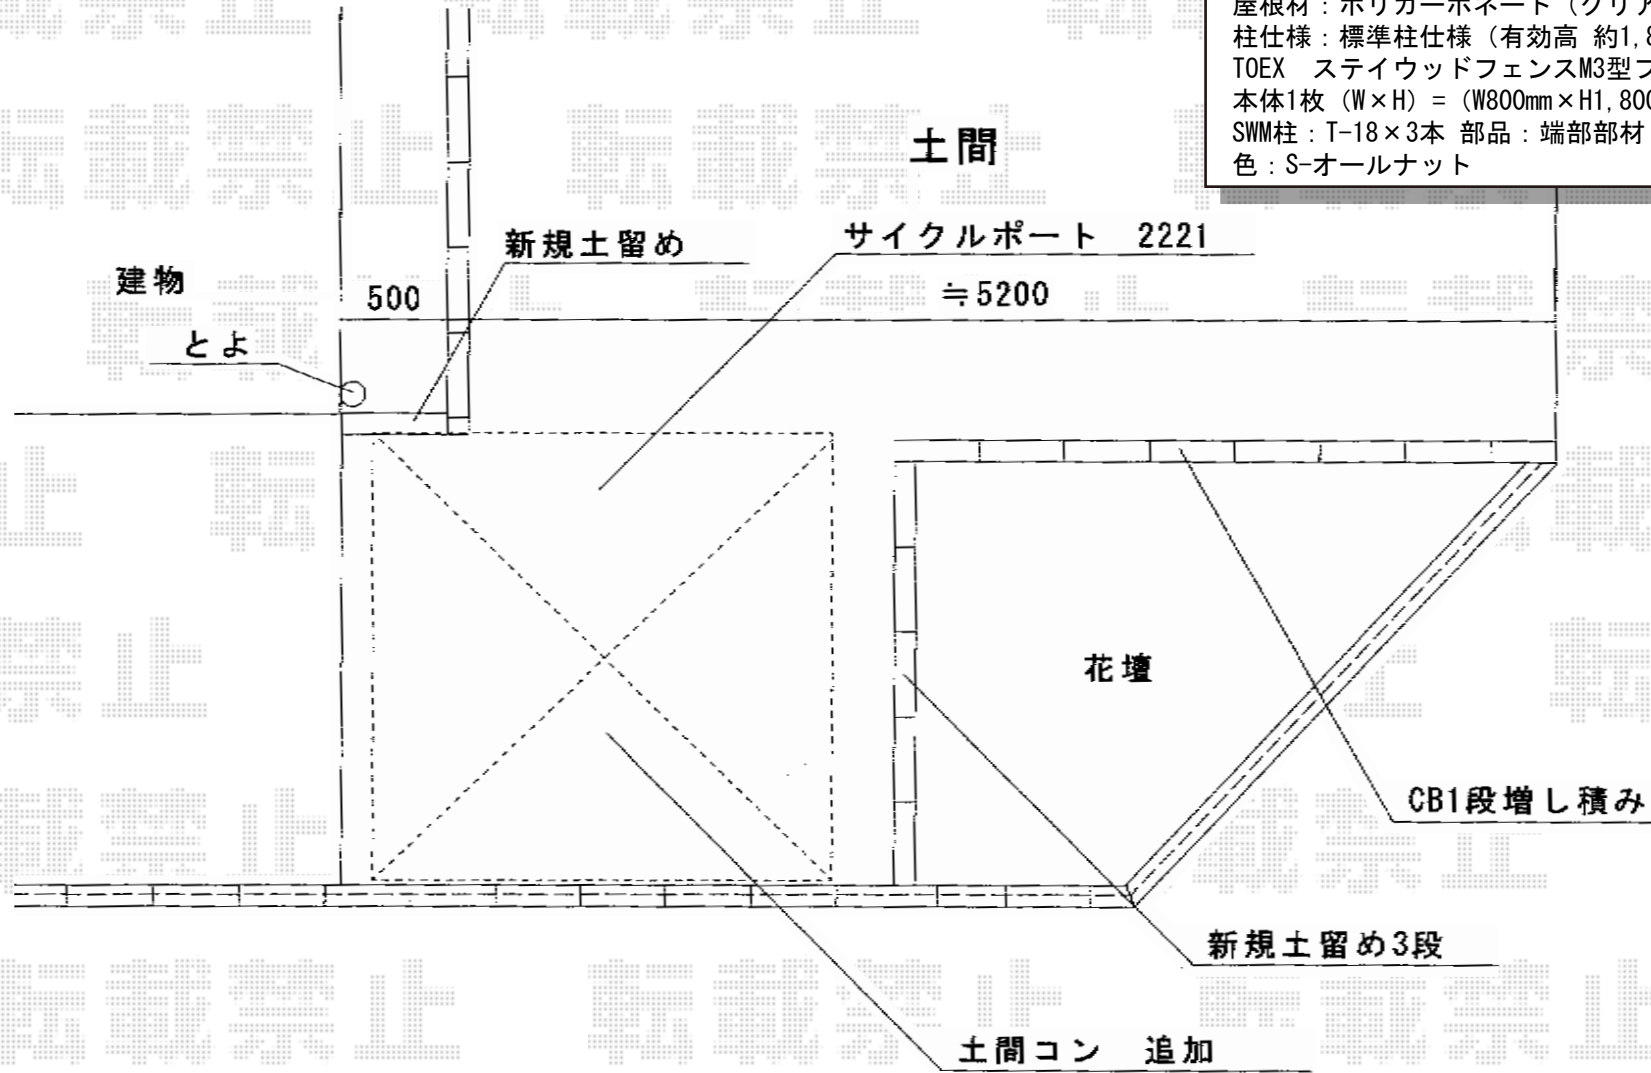 屋根材：ポリカーボネート（クリア
柱仕様：標準柱仕様（有効高 約1,8
TOEX ステイウッドフェンスM3型フ
本体1枚（W×H）＝（W800mm×H1,800
SWM柱：T-18×3本 部品：端部部材
色：S-オールナット
土間
新規土留め
サイクルポート 2221
建物
500
≒5200
とよ
花壇
CB1段増し積み
新規土留め3段
土間コン 追加
転載禁止